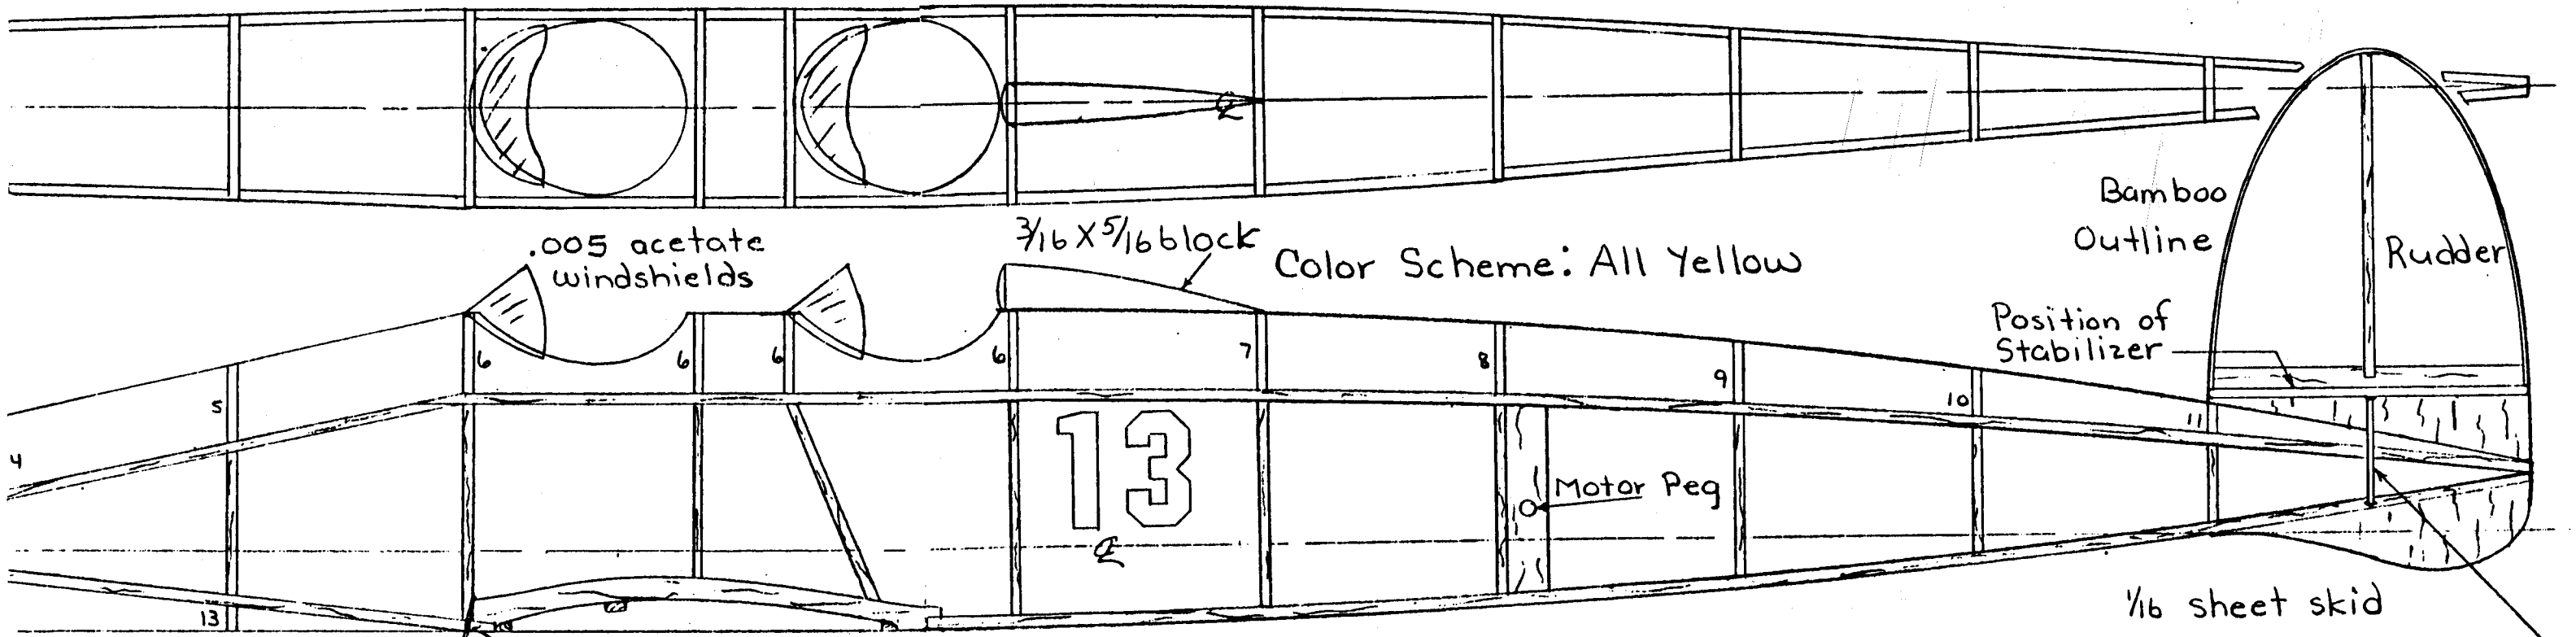 ℄
.005 acetate
windshields
3/16 X 5/16 block
Color Scheme: All Yellow
Bamboo
Outline
Rudder
Position of
Stabilizer
4
5
6
6
6
6
7
8
9
10
11
13
℄
Motor Peg
13
1/16 sheet skid